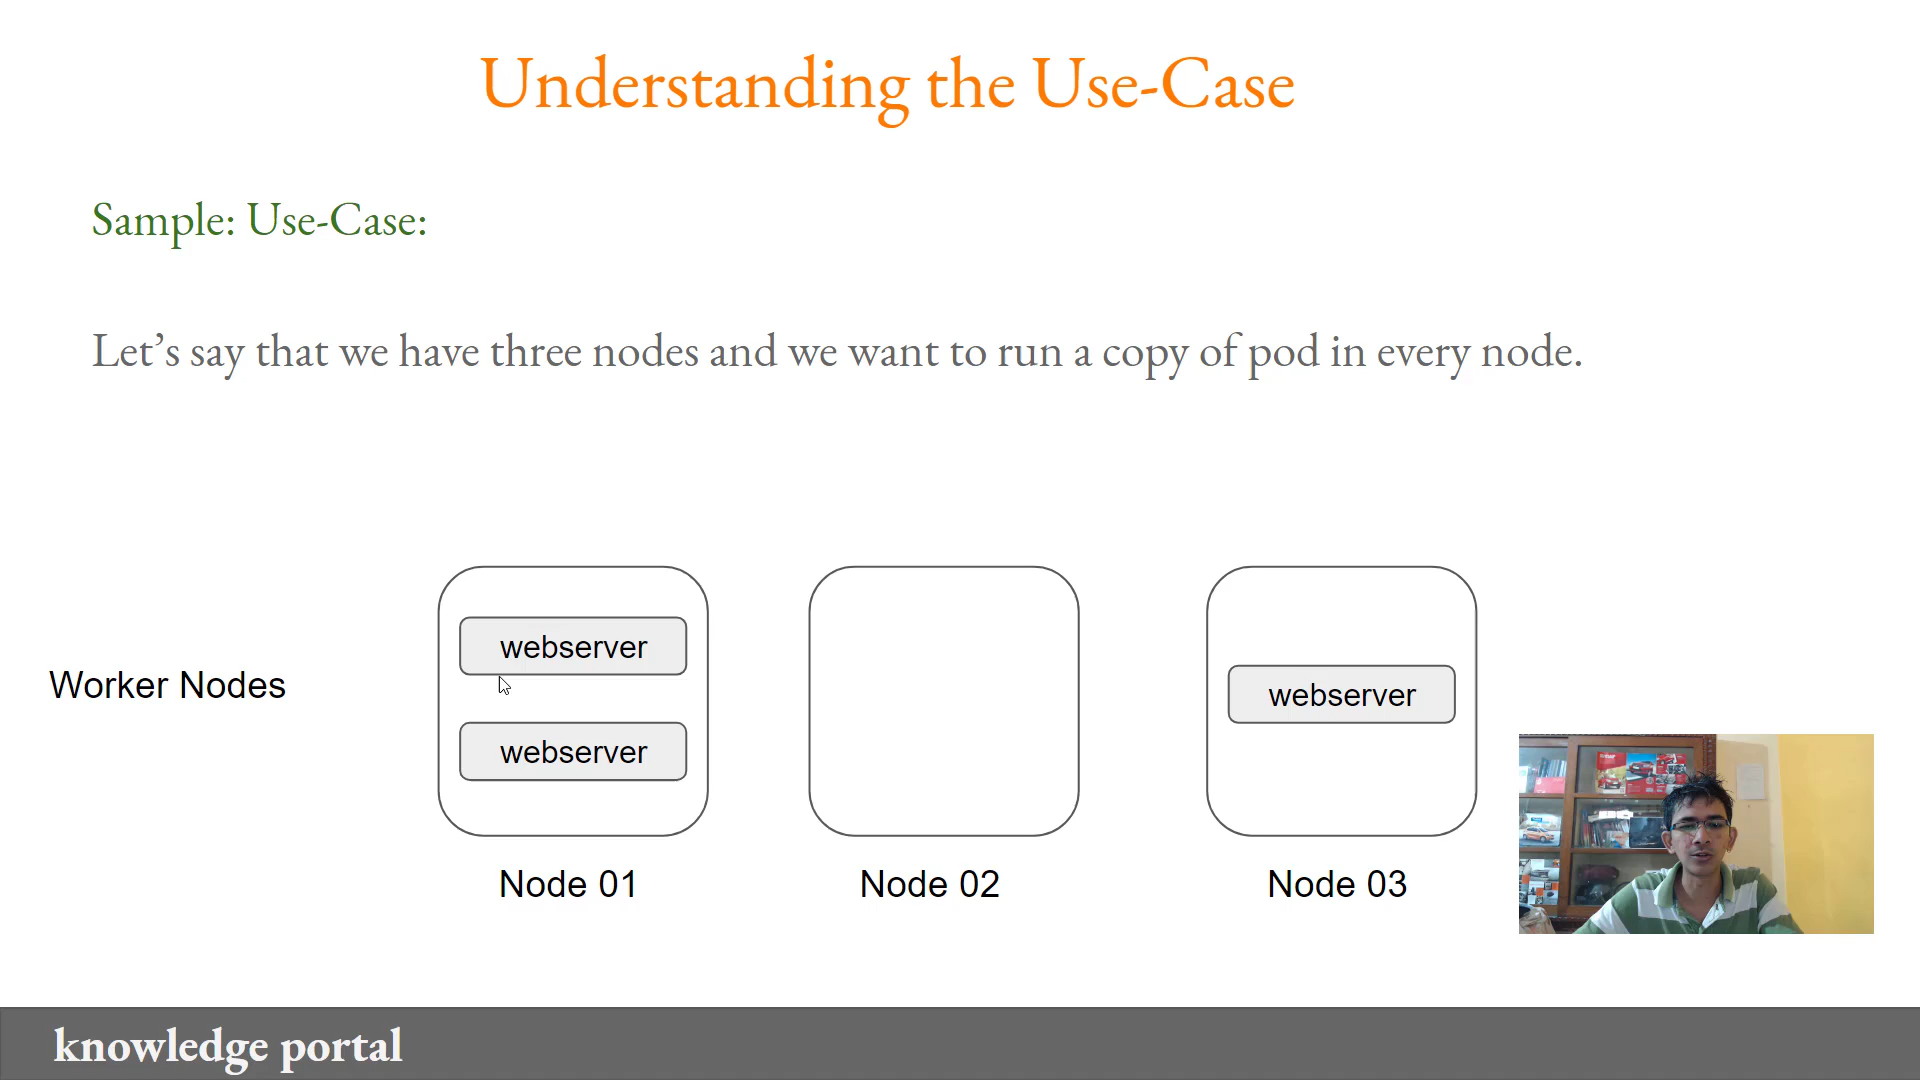 Understanding the Use-Case
Sample: Use-Case:
Let’s say that we have three nodes and we want to run a copy of pod in every node.
webserver
webserver
webserver
Worker Nodes
Node 01
Node 02
Node 03
knowledge portal